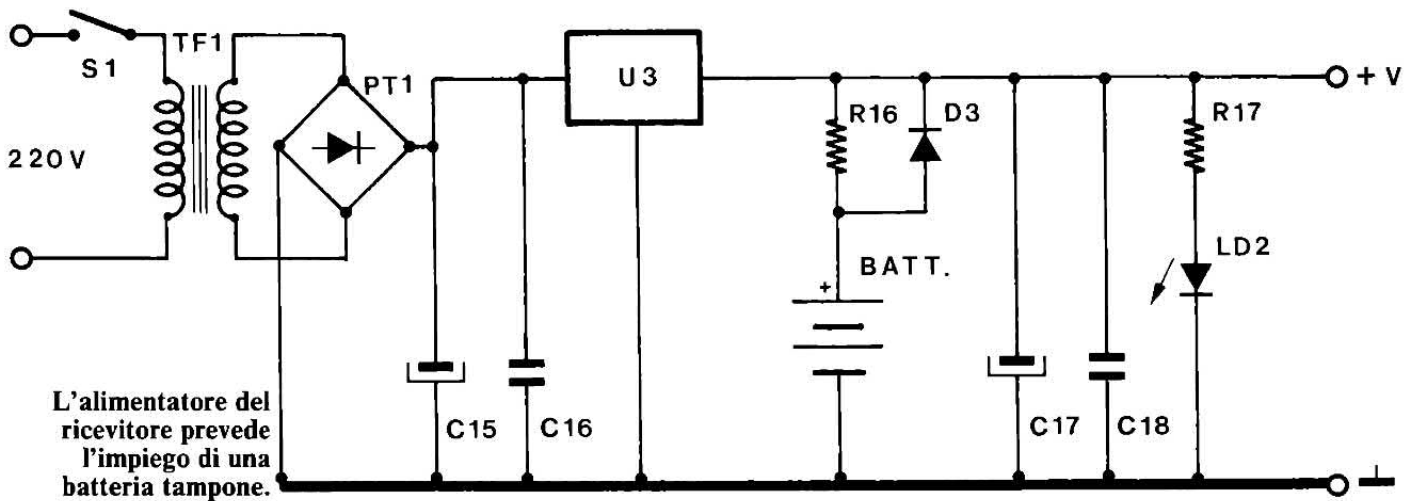 TF1
S1
PT1
U3
+ V
220V
R16
D3
R17
BATT.
+
LD2
C15
C16
C17
C18
L'alimentatore del
ricevitore prevede
l'impiego di una
batteria tampone.